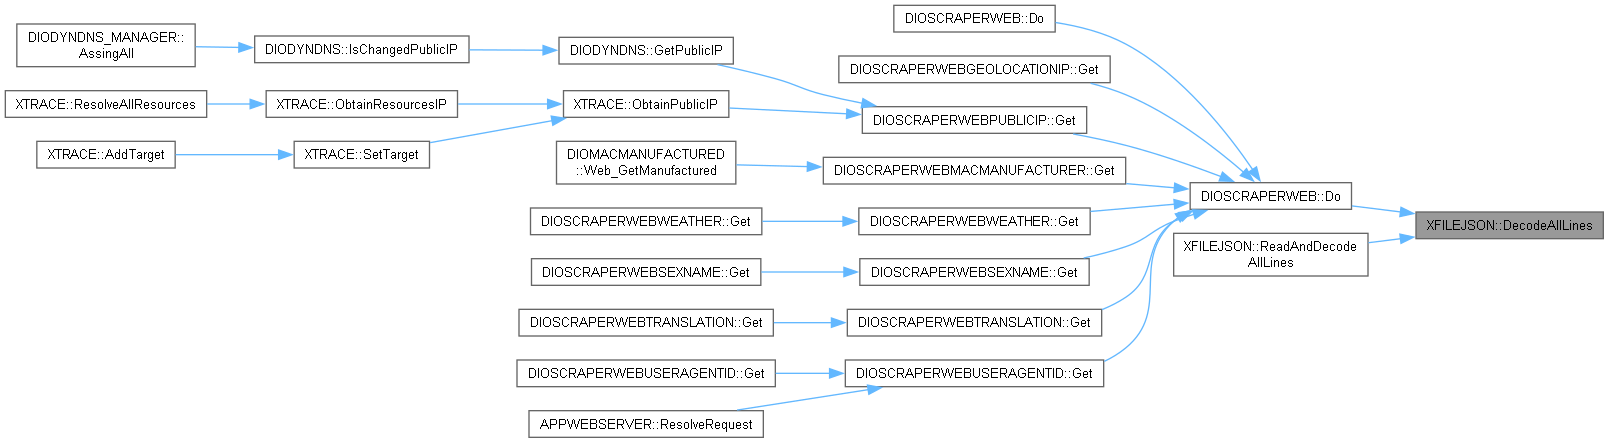 DIOSCRAPERWEB::Do
DIODYNDNS_MANAGER::
AssingAll
DIODYNDNS::IsChangedPublicIP
DIODYNDNS::GetPublicIP
DIOSCRAPERWEBGEOLOCATIONIP::Get
XTRACE::ResolveAllResources
XTRACE::ObtainResourcesIP
XTRACE::ObtainPublicIP
DIOSCRAPERWEBPUBLICIP::Get
XTRACE::AddTarget
XTRACE::SetTarget
DIOMACMANUFACTURED
::Web_GetManufactured
DIOSCRAPERWEBMACMANUFACTURER::Get
DIOSCRAPERWEB::Do
DIOSCRAPERWEBWEATHER::Get
DIOSCRAPERWEBWEATHER::Get
XFILEJSON::DecodeAllLines
XFILEJSON::ReadAndDecode
AllLines
DIOSCRAPERWEBSEXNAME::Get
DIOSCRAPERWEBSEXNAME::Get
DIOSCRAPERWEBTRANSLATION::Get
DIOSCRAPERWEBTRANSLATION::Get
DIOSCRAPERWEBUSERAGENTID::Get
DIOSCRAPERWEBUSERAGENTID::Get
APPWEBSERVER::ResolveRequest